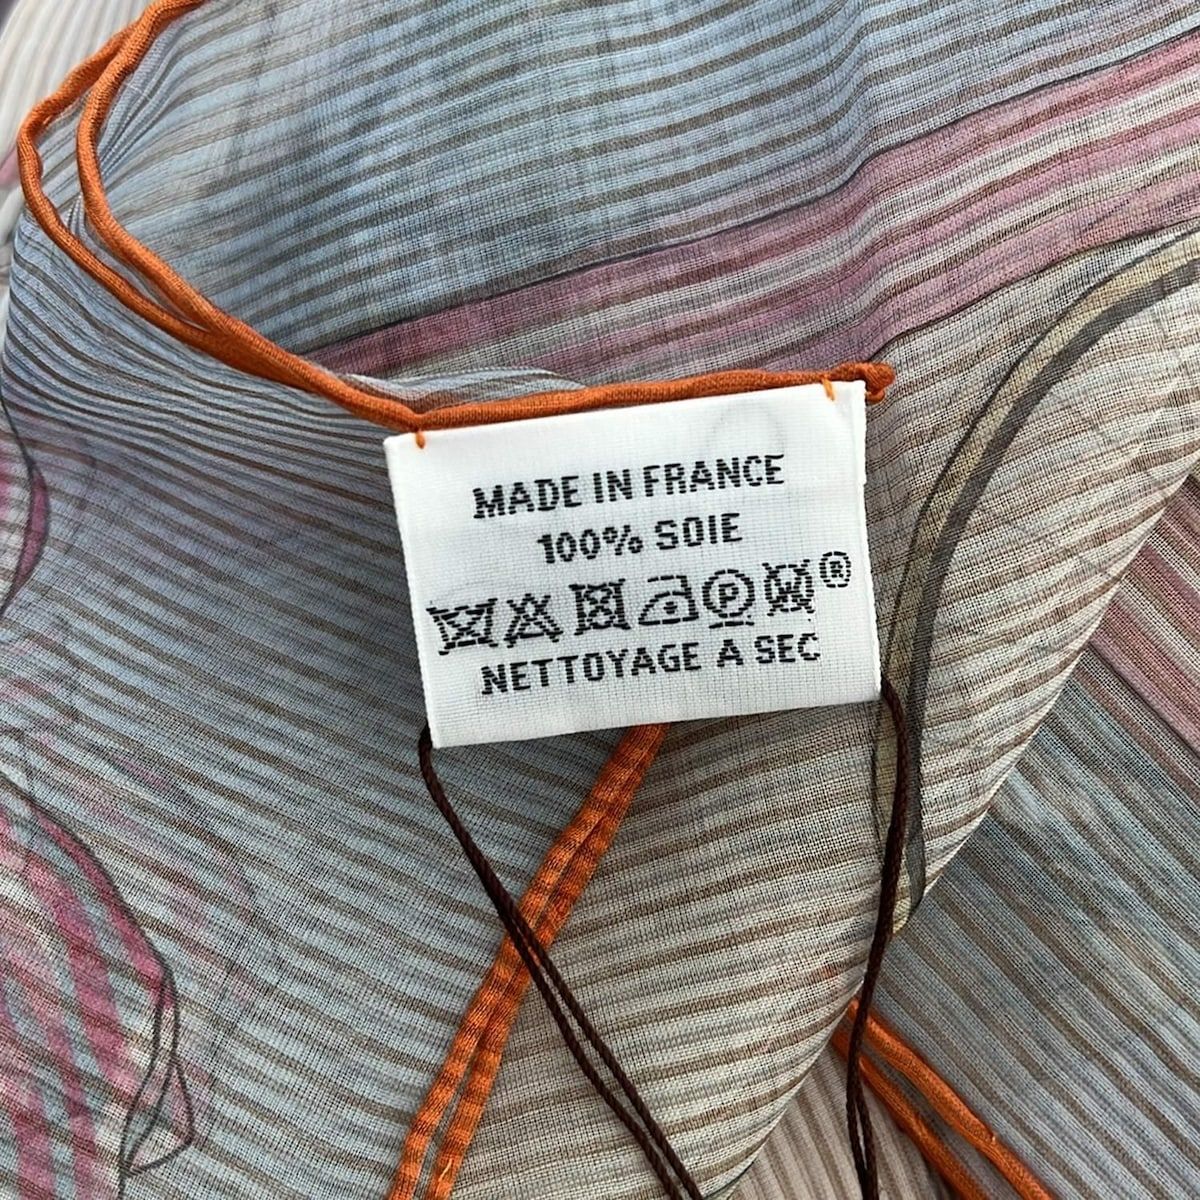 MADE IN FRANCE
100% SOIE
P W ®
NETTOYAGE A SEC